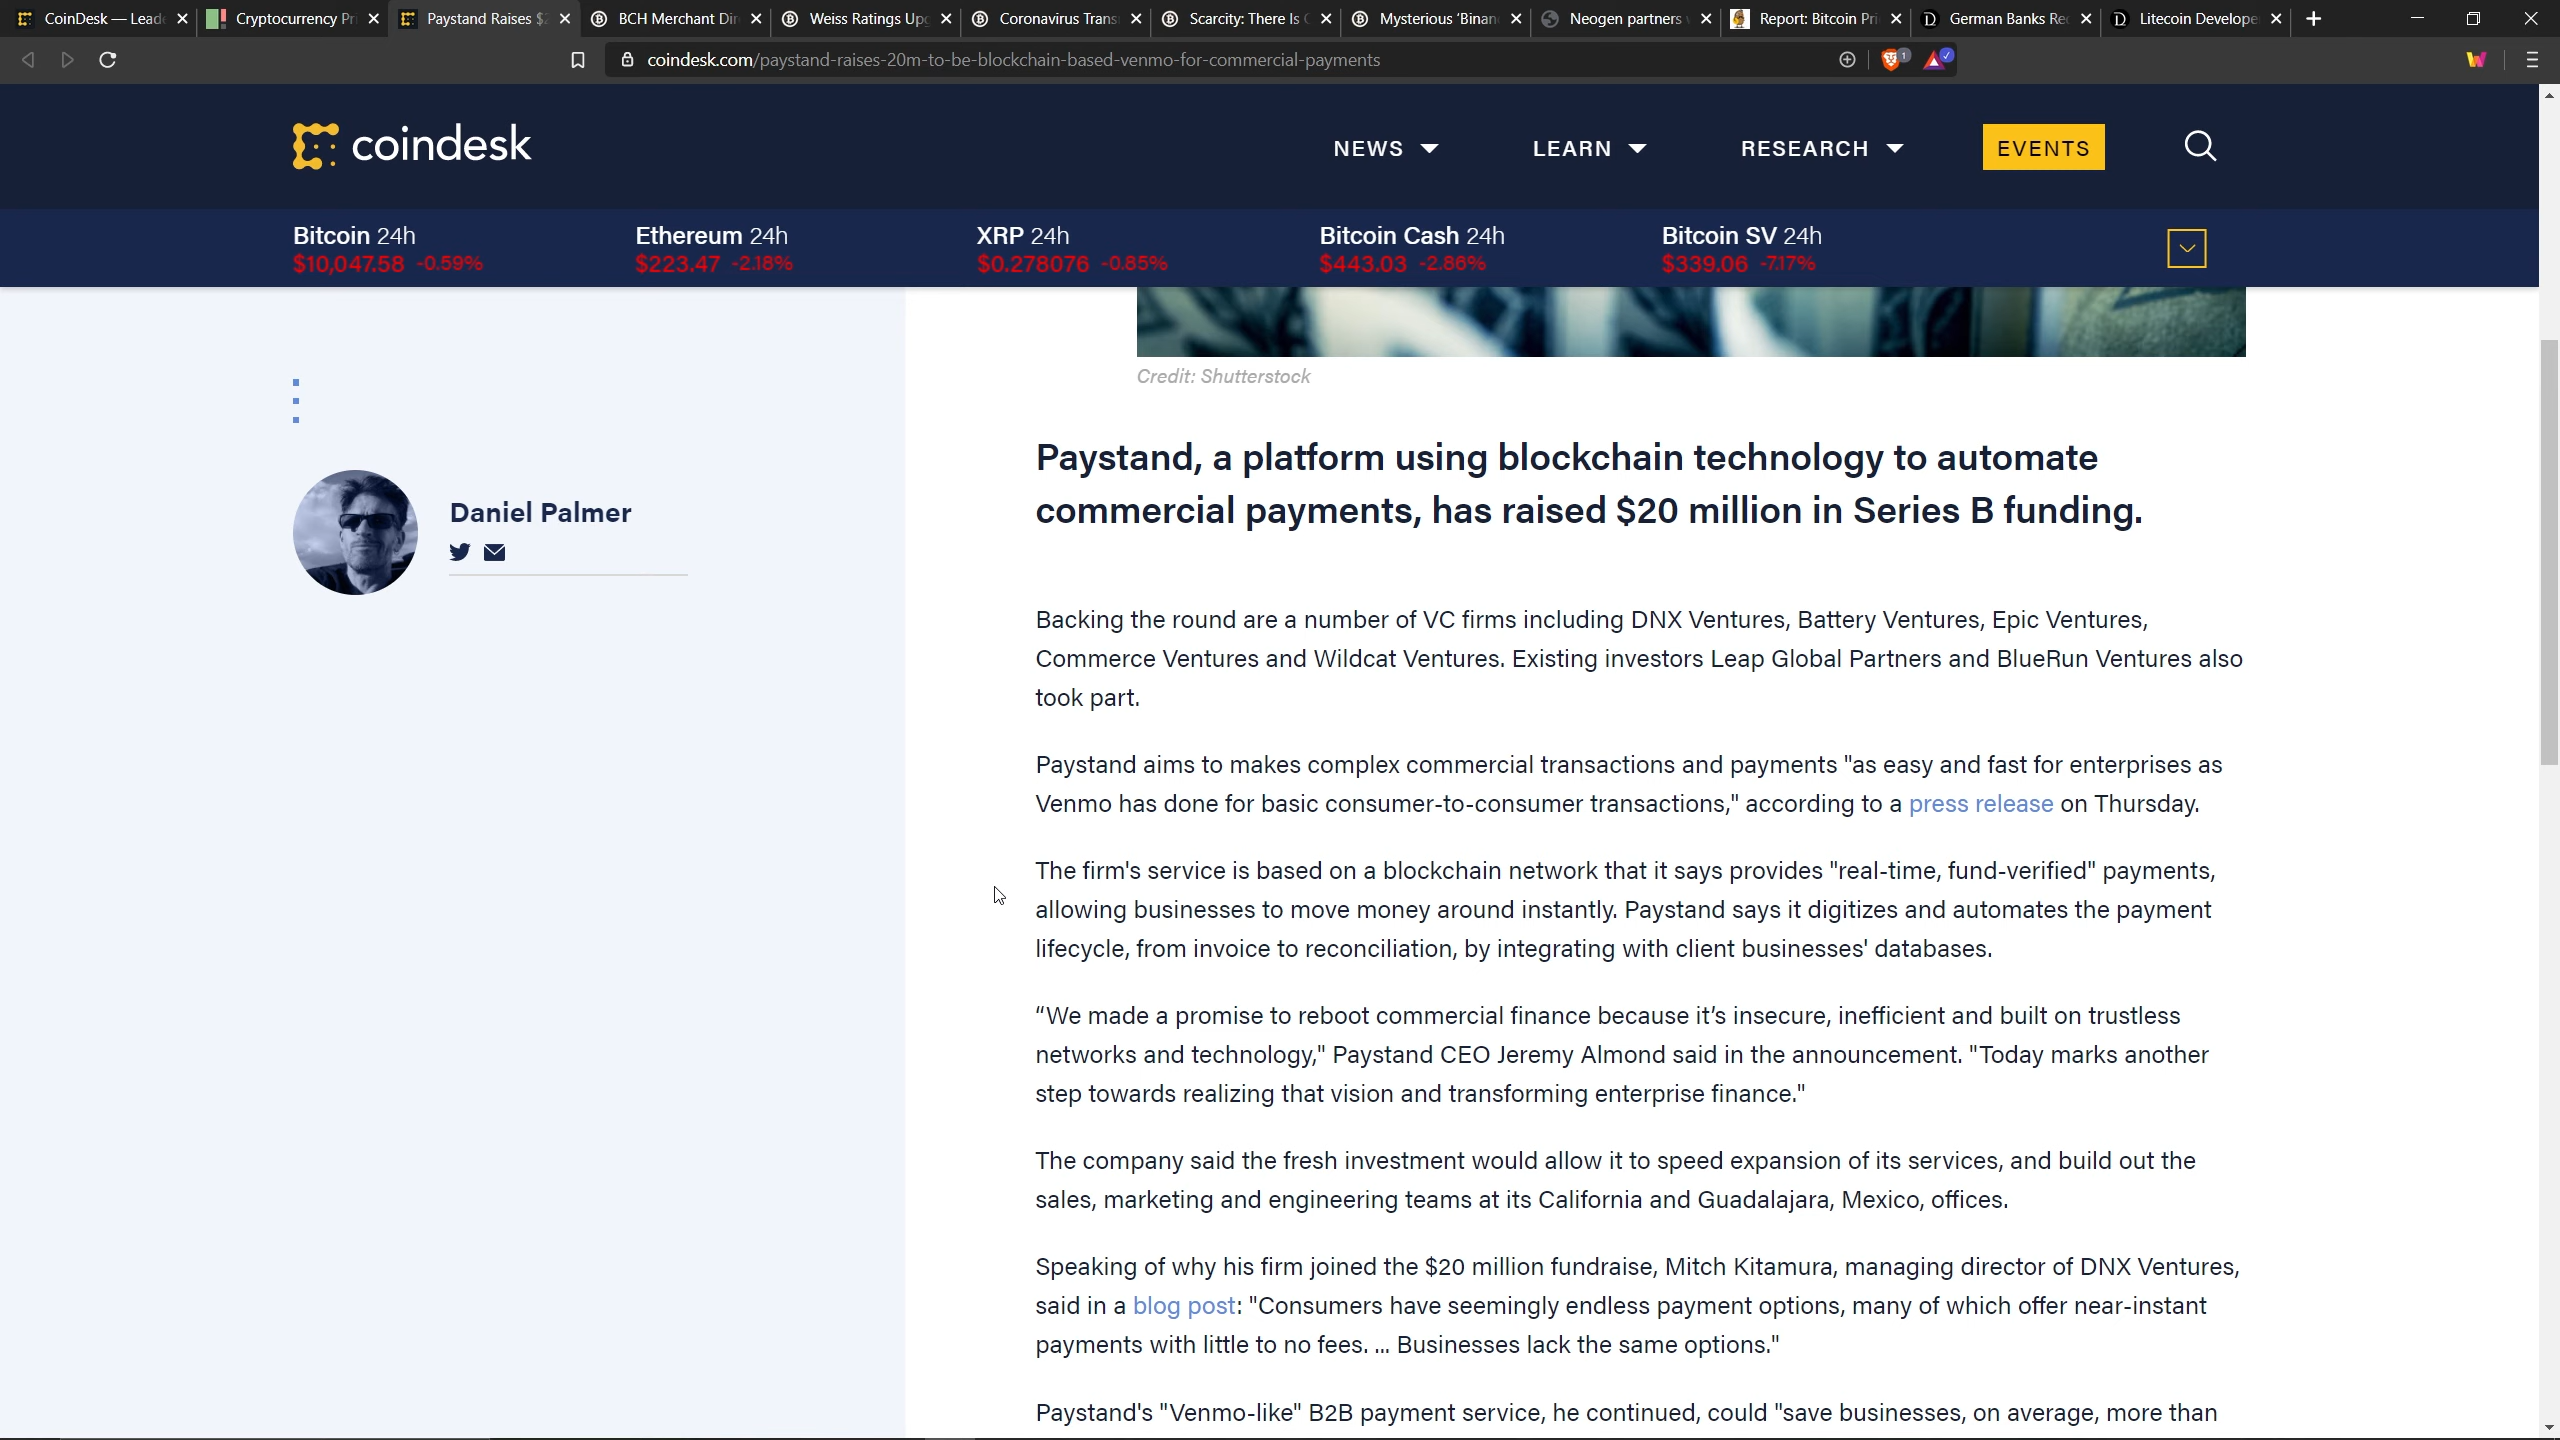 CoinDesk — Lead
Cryptocurrency Pri
Paystand Raises $2
BCH Merchant Dir
Weiss Ratings Upg
Coronavirus Trans
Scarcity: There Is O
Mysterious 'Binanc
Neogen partners w
Report: Bitcoin Pri
German Banks Rec
Litecoin Develope
coindesk.com/paystand-raises-20m-to-be-blockchain-based-venmo-for-commercial-payments
1
coindesk
NEWS
LEARN
RESEARCH
EVENTS
Bitcoin 24h
$10,047.58 -0.59%
Ethereum 24h
$223.47 -2.18%
XRP 24h
$0.278076 -0.85%
Bitcoin Cash 24h
$443.03 -2.86%
Bitcoin SV 24h
$339.06 -7.17%
Credit: Shutterstock
Daniel Palmer
Paystand, a platform using blockchain technology to automate
commercial payments, has raised $20 million in Series B funding.
Backing the round are a number of VC firms including DNX Ventures, Battery Ventures, Epic Ventures,
Commerce Ventures and Wildcat Ventures. Existing investors Leap Global Partners and BlueRun Ventures also
took part.
Paystand aims to makes complex commercial transactions and payments "as easy and fast for enterprises as
Venmo has done for basic consumer-to-consumer transactions," according to a press release on Thursday.
The firm's service is based on a blockchain network that it says provides "real-time, fund-verified" payments,
allowing businesses to move money around instantly. Paystand says it digitizes and automates the payment
lifecycle, from invoice to reconciliation, by integrating with client businesses' databases.
“We made a promise to reboot commercial finance because it’s insecure, inefficient and built on trustless
networks and technology," Paystand CEO Jeremy Almond said in the announcement. "Today marks another
step towards realizing that vision and transforming enterprise finance."
The company said the fresh investment would allow it to speed expansion of its services, and build out the
sales, marketing and engineering teams at its California and Guadalajara, Mexico, offices.
Speaking of why his firm joined the $20 million fundraise, Mitch Kitamura, managing director of DNX Ventures,
said in a blog post: "Consumers have seemingly endless payment options, many of which offer near-instant
payments with little to no fees. ... Businesses lack the same options."
Paystand's "Venmo-like" B2B payment service, he continued, could "save businesses, on average, more than